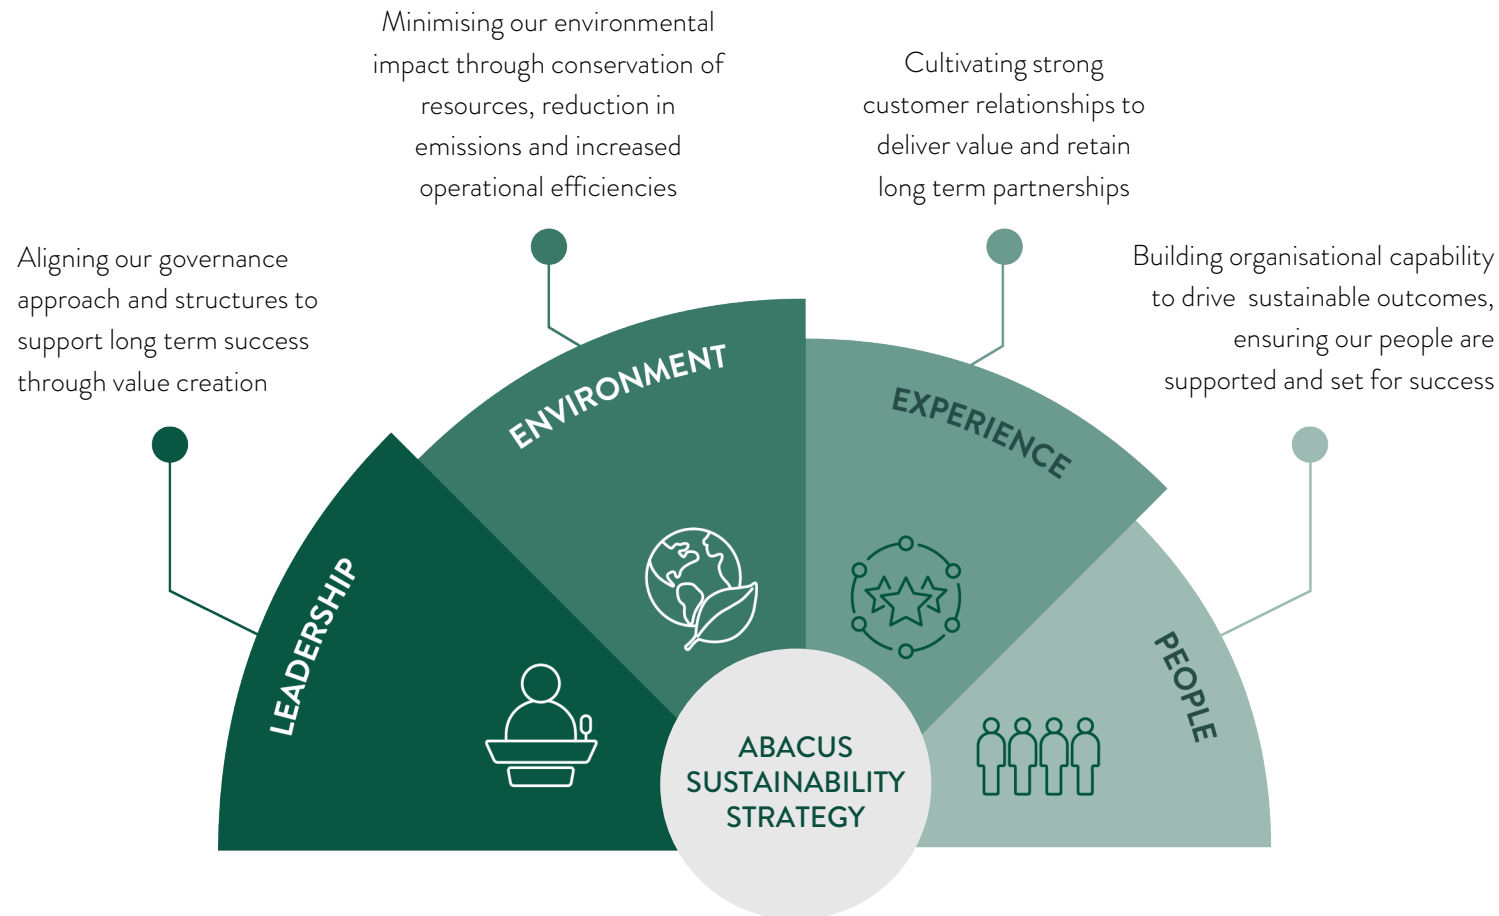 Minimising our environmental
impact through conservation of
resources, reduction in
emissions and increased
operational efficiencies
Cultivating strong
customer relationships to
deliver value and retain
long term partnerships
Aligning our governance
approach and structures to
support long term success
through value creation
Building organisational capability
to drive sustainable outcomes,
ensuring our people are
supported and set for success
LEADERSHIP
ENVIRONMENT
EXPERIENCE
PEOPLE
ABACUS
SUSTAINABILITY
STRATEGY